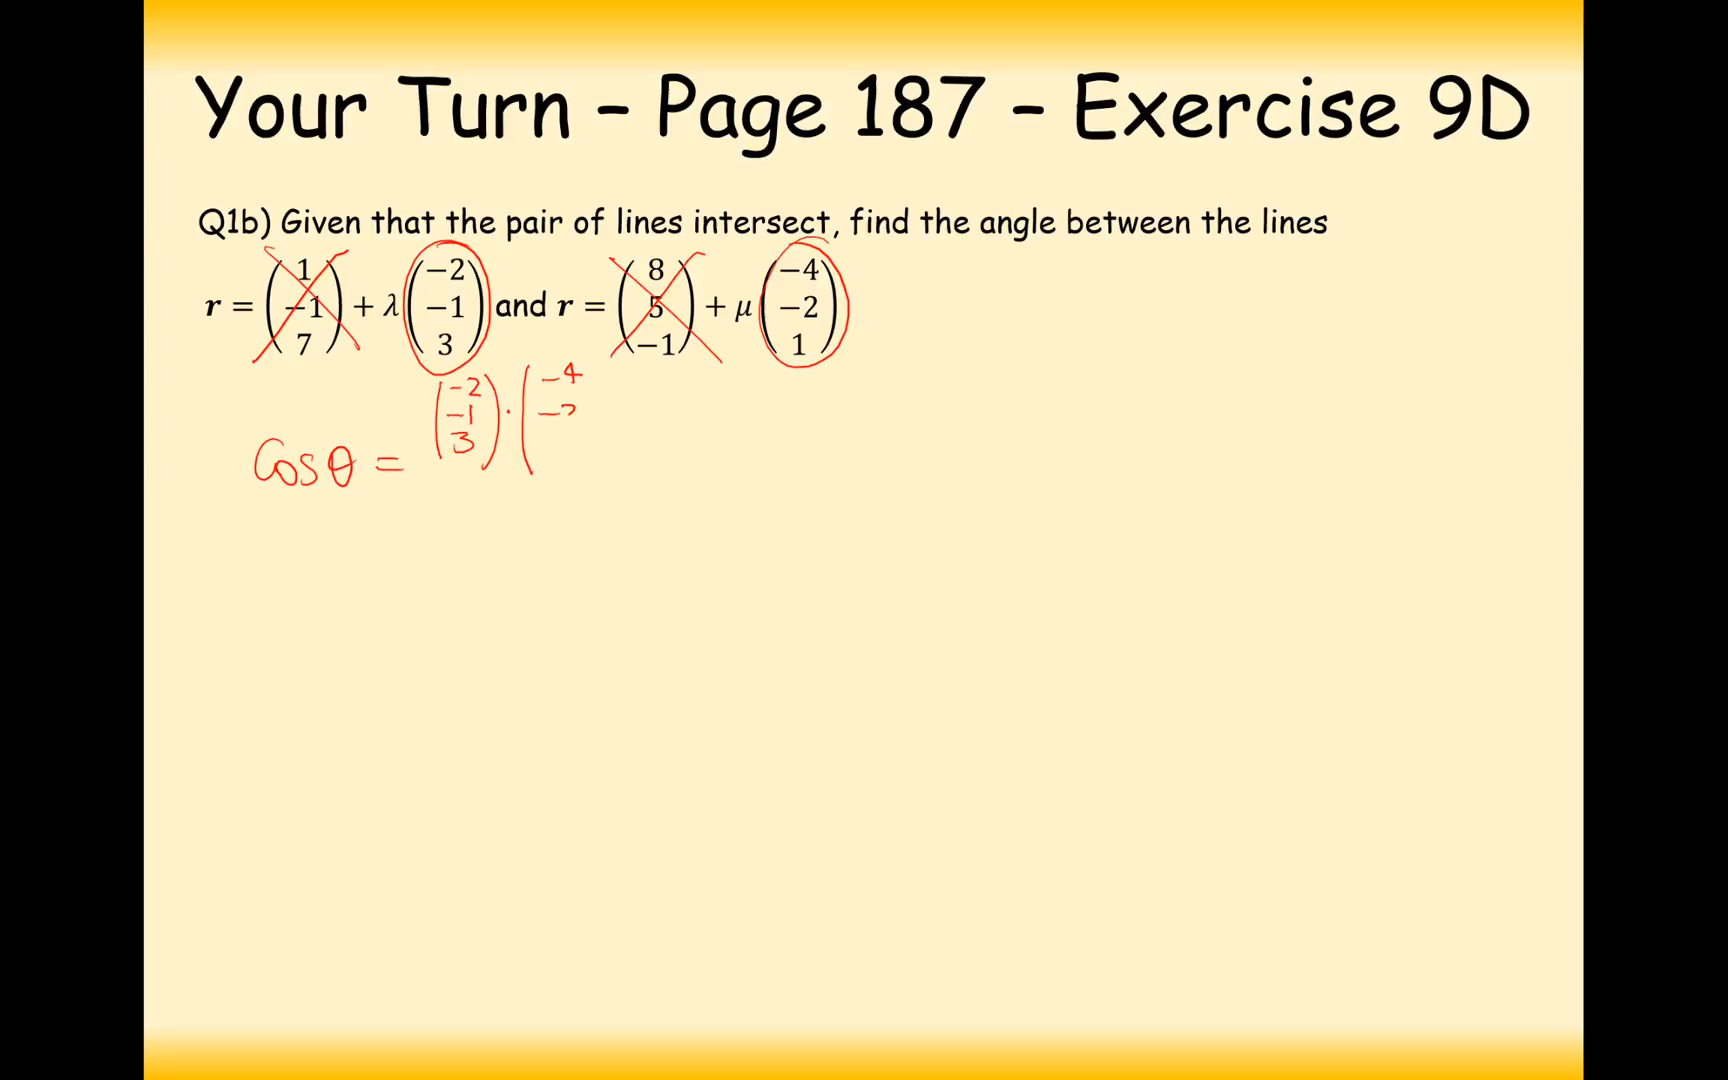 Your Turn – Page 187 – Exercise 9D
Q1b) Given that the pair of lines intersect, find the angle between the lines
r = (1 −1 7) + λ (−2 −1 3) and r = (8 5 −1) + μ (−4 −2 1)
Cos θ = (−2 −1 3) · ( −4 −2